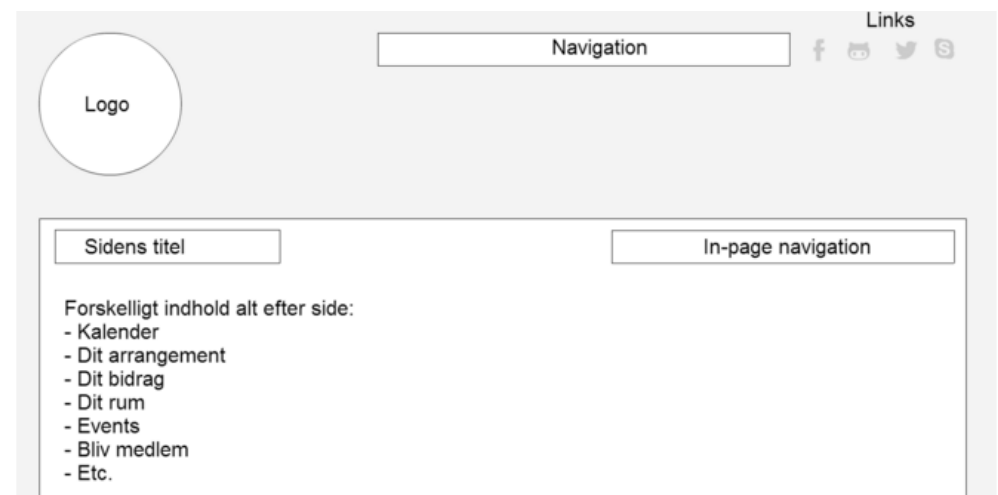 Links
Navigation
Logo
Sidens titel
In-page navigation
Forskelligt indhold alt efter side:
- Kalender
- Dit arrangement
- Dit bidrag
- Dit rum
- Events
- Bliv medlem
- Etc.